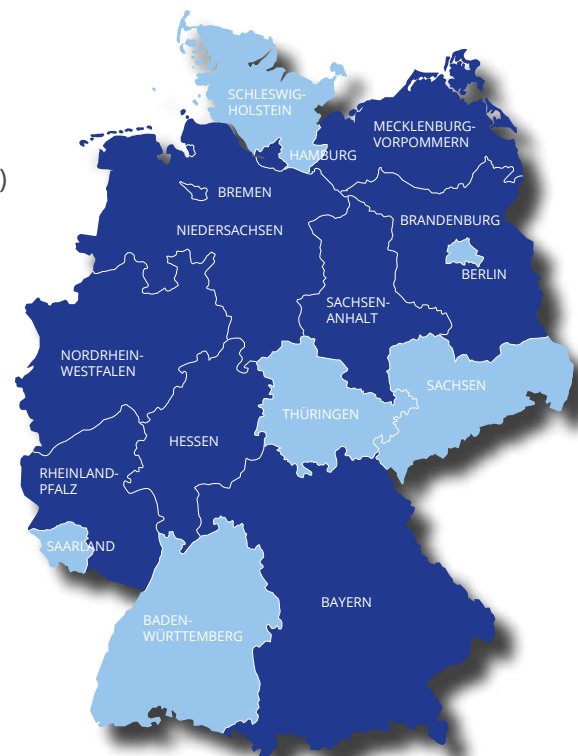 SCHLESWIG-
HOLSTEIN
MECKLENBURG-
VORPOMMERN
HAMBURG
)
BREMEN
BRANDENBURG
NIEDERSACHSEN
BERLIN
SACHSEN-
ANHALT
NORDRHEIN-
WESTFALEN
SACHSEN
THÜRINGEN
HESSEN
RHEINLAND-
PFALZ
SAARLAND
BAYERN
BADEN-
WÜRTTEMBERG